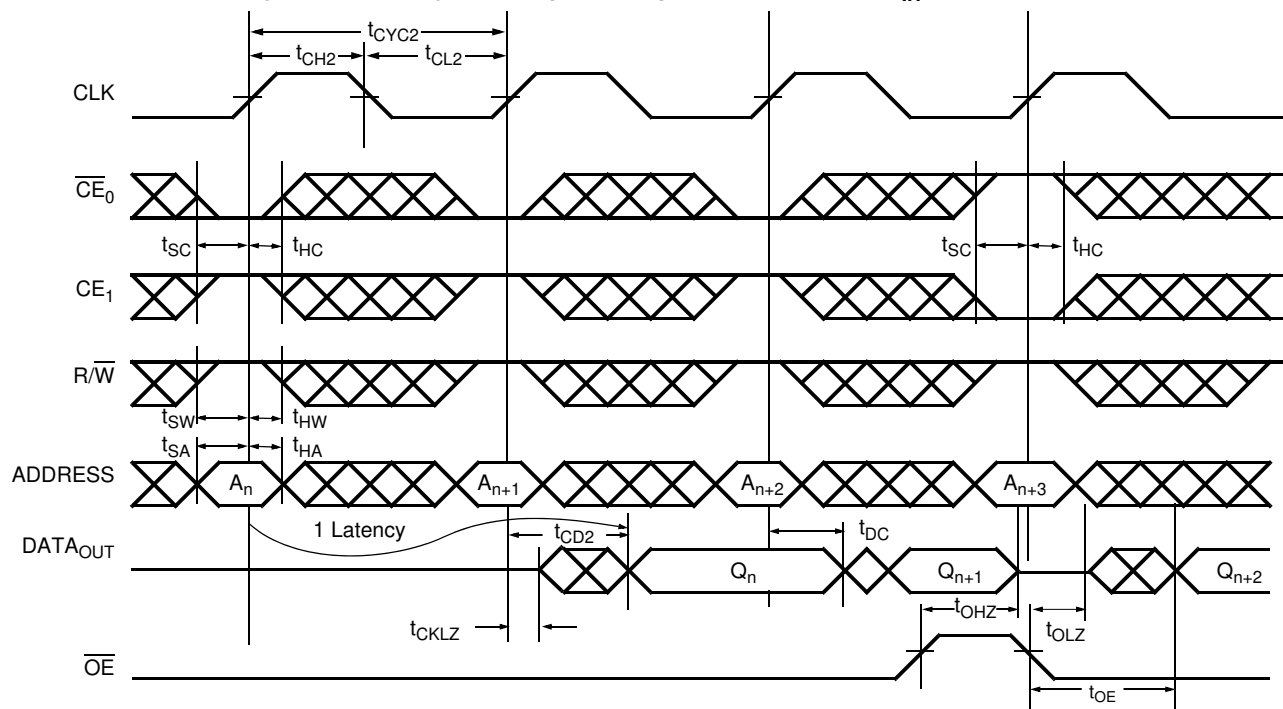 tCYC2
tCH2
tCL2
CLK
CE0
tSC
tHC
tSC
tHC
CE1
R/W
tSW
tHW
tSA
tHA
ADDRESS
An
An+1
An+2
An+3
1 Latency
tCD2
tDC
DATAOUT
Qn
Qn+1
Qn+2
tOHZ
tCKLZ
tOLZ
OE
tOE